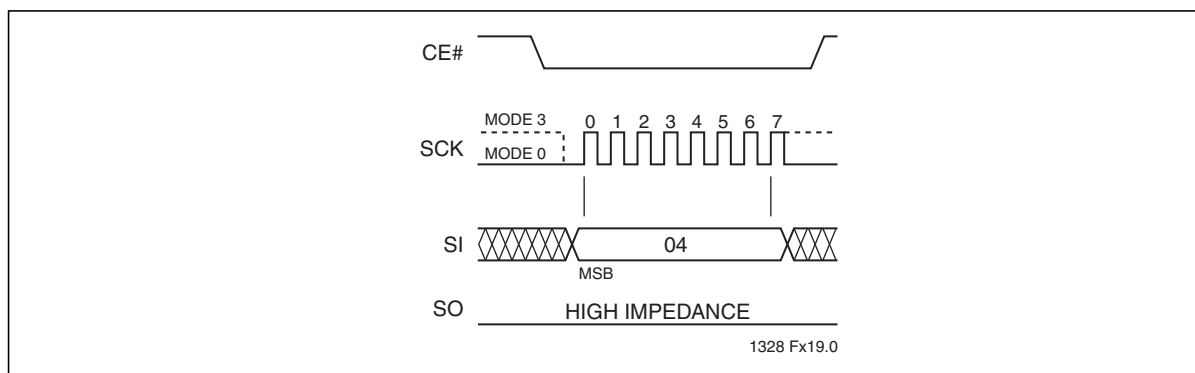 CE#
MODE 3 0 1 2 3 4 5 6 7
SCK
MODE 0
SI 04
MSB
SO HIGH IMPEDANCE
1328 Fx19.0